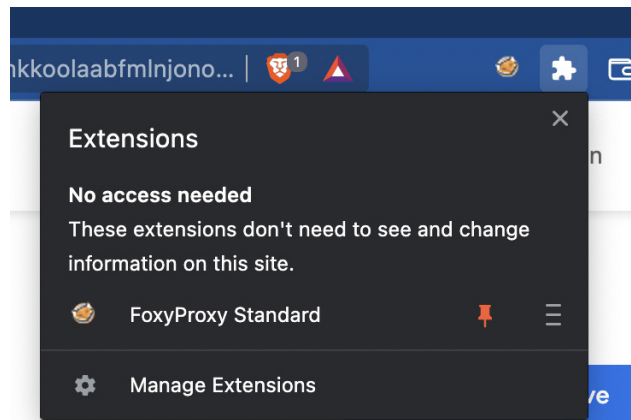 nkkoolaabfmlnjono... | 1
Extensions
n
No access needed
These extensions don't need to see and change
information on this site.
FoxyProxy Standard
Manage Extensions
ve